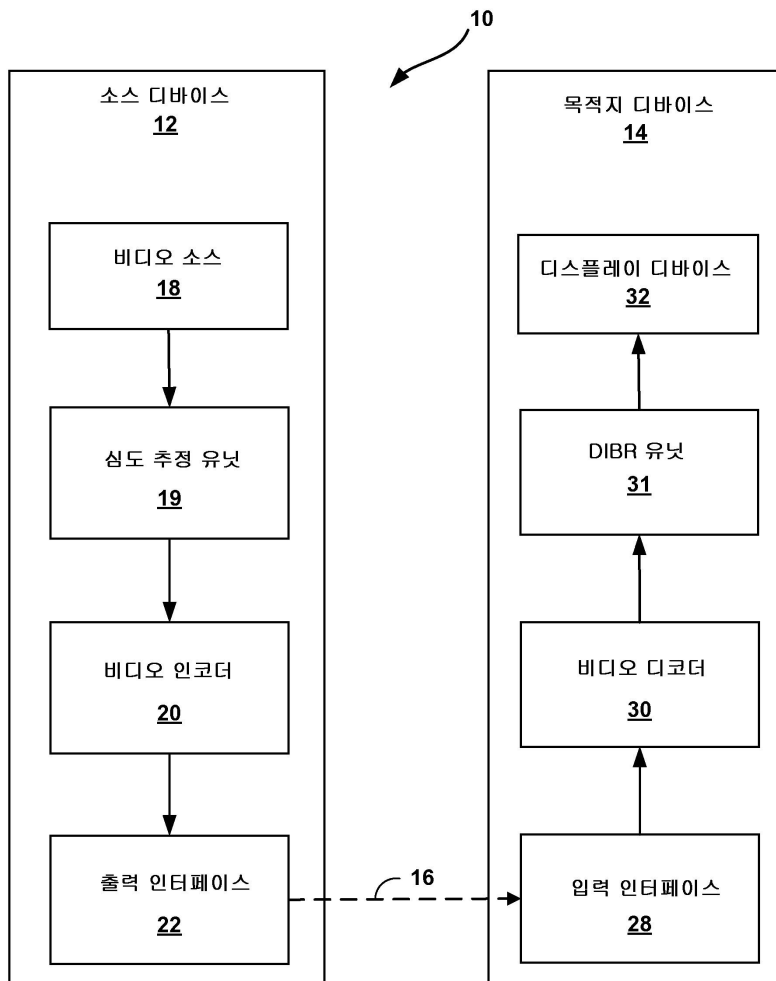 10
소스 디바이스
12
비디오 소스
18
심도 추정 유닛
19
비디오 인코더
20
출력 인터페이스
22
16
목적지 디바이스
14
디스플레이 디바이스
32
DIBR 유닛
31
비디오 디코더
30
입력 인터페이스
28